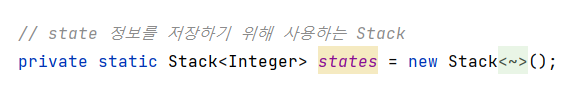 // state 정보를 저장하기 위해 사용하는 Stack
private static Stack<Integer> states = new Stack<~>();